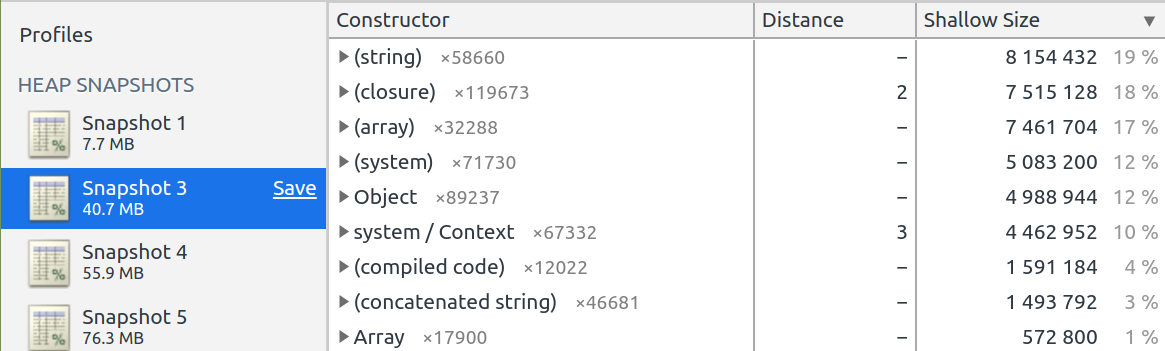 Profiles
HEAP SNAPSHOTS
Snapshot 1
7.7 MB
Snapshot 3 Save
40.7 MB
Snapshot 4
55.9 MB
Snapshot 5
76.3 MB
Constructor Distance Shallow Size ▼
▶(string) ×58660 – 8 154 432 19 %
▶(closure) ×119673 2 7 515 128 18 %
▶(array) ×32288 – 7 461 704 17 %
▶(system) ×71730 – 5 083 200 12 %
▶Object ×89237 – 4 988 944 12 %
▶system / Context ×67332 3 4 462 952 10 %
▶(compiled code) ×12022 – 1 591 184 4 %
▶(concatenated string) ×46681 – 1 493 792 3 %
▶Array ×17900 – 572 800 1 %